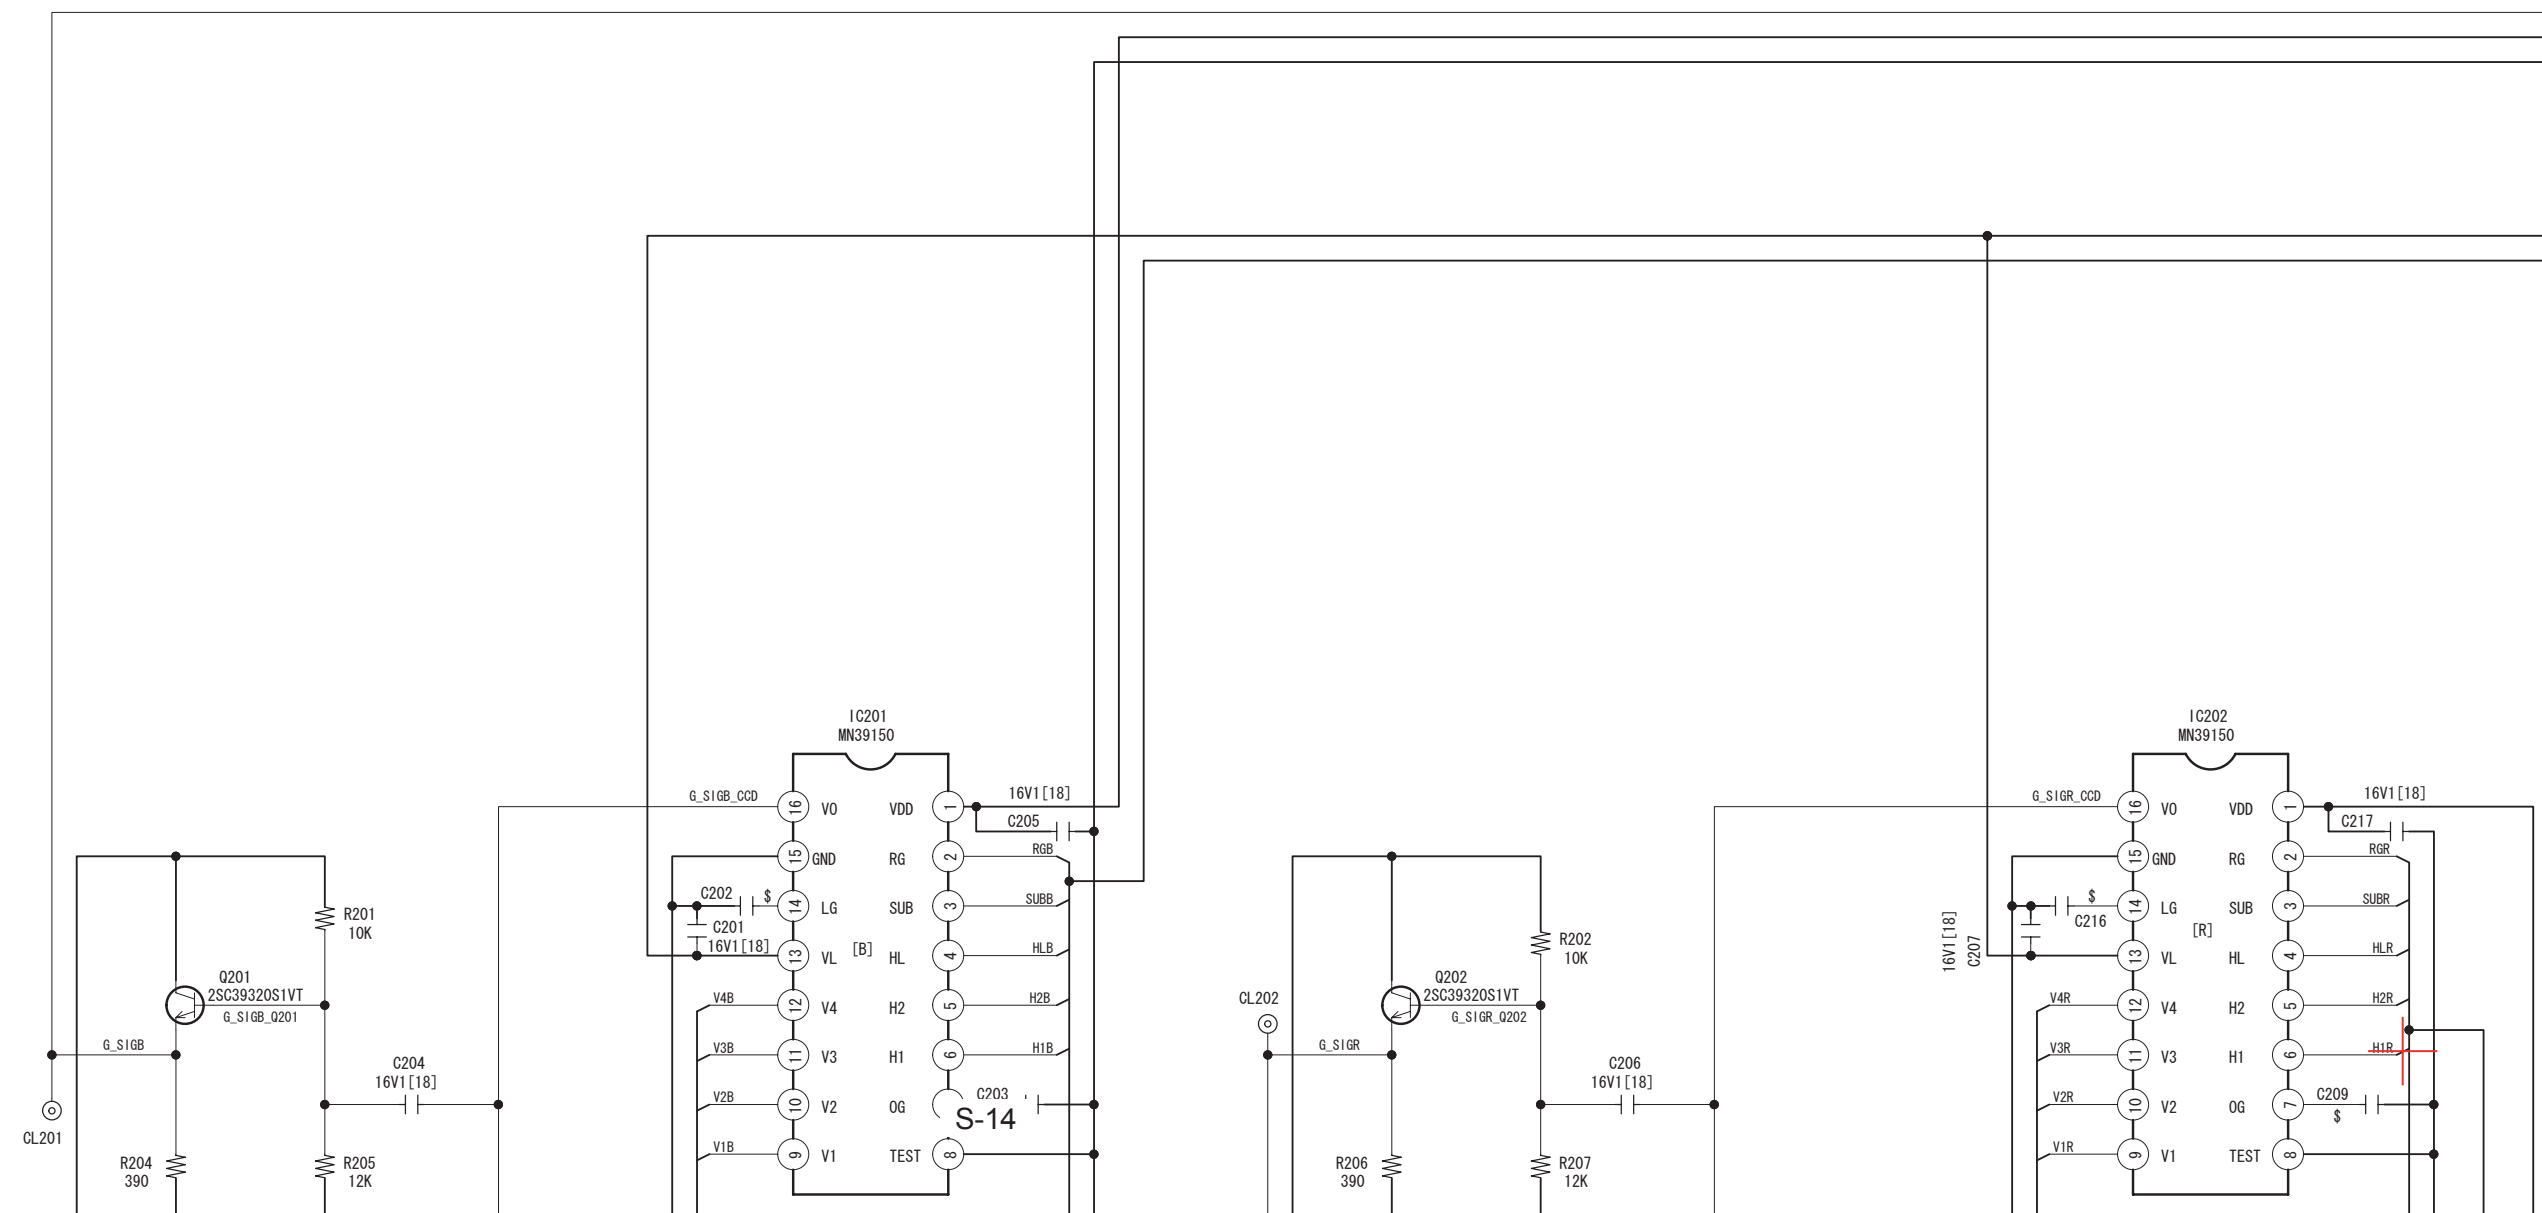 IC201
MN39150
G_SIGB_CCD
16 VO
15 GND
14 LG
13 VL
12 V4
11 V3
10 V2
9 V1
[B]
VDD 1
RG 2
SUB 3
HL 4
H2 5
H1 6
OG
TEST 8
16V1[18]
C205
RGB
SUBB
HLB
H2B
H1B
C203
S-14
C202 $
C201
16V1[18]
V4B
V3B
V2B
V1B
R201
10K
Q201
2SC39320S1VT
G_SIGB_Q201
G_SIGB
C204
16V1[18]
CL201
R204
390
R205
12K
IC202
MN39150
G_SIGR_CCD
16 VO
15 GND
14 LG
13 VL
12 V4
11 V3
10 V2
9 V1
[R]
VDD 1
RG 2
SUB 3
HL 4
H2 5
H1 6
OG 7
TEST 8
16V1[18]
C217
RGR
SUBR
HLR
H2R
H1R
C209
$
$
C216
16V1[18]
C207
V4R
V3R
V2R
V1R
R202
10K
Q202
2SC39320S1VT
G_SIGR_Q202
CL202
G_SIGR
C206
16V1[18]
R206
390
R207
12K